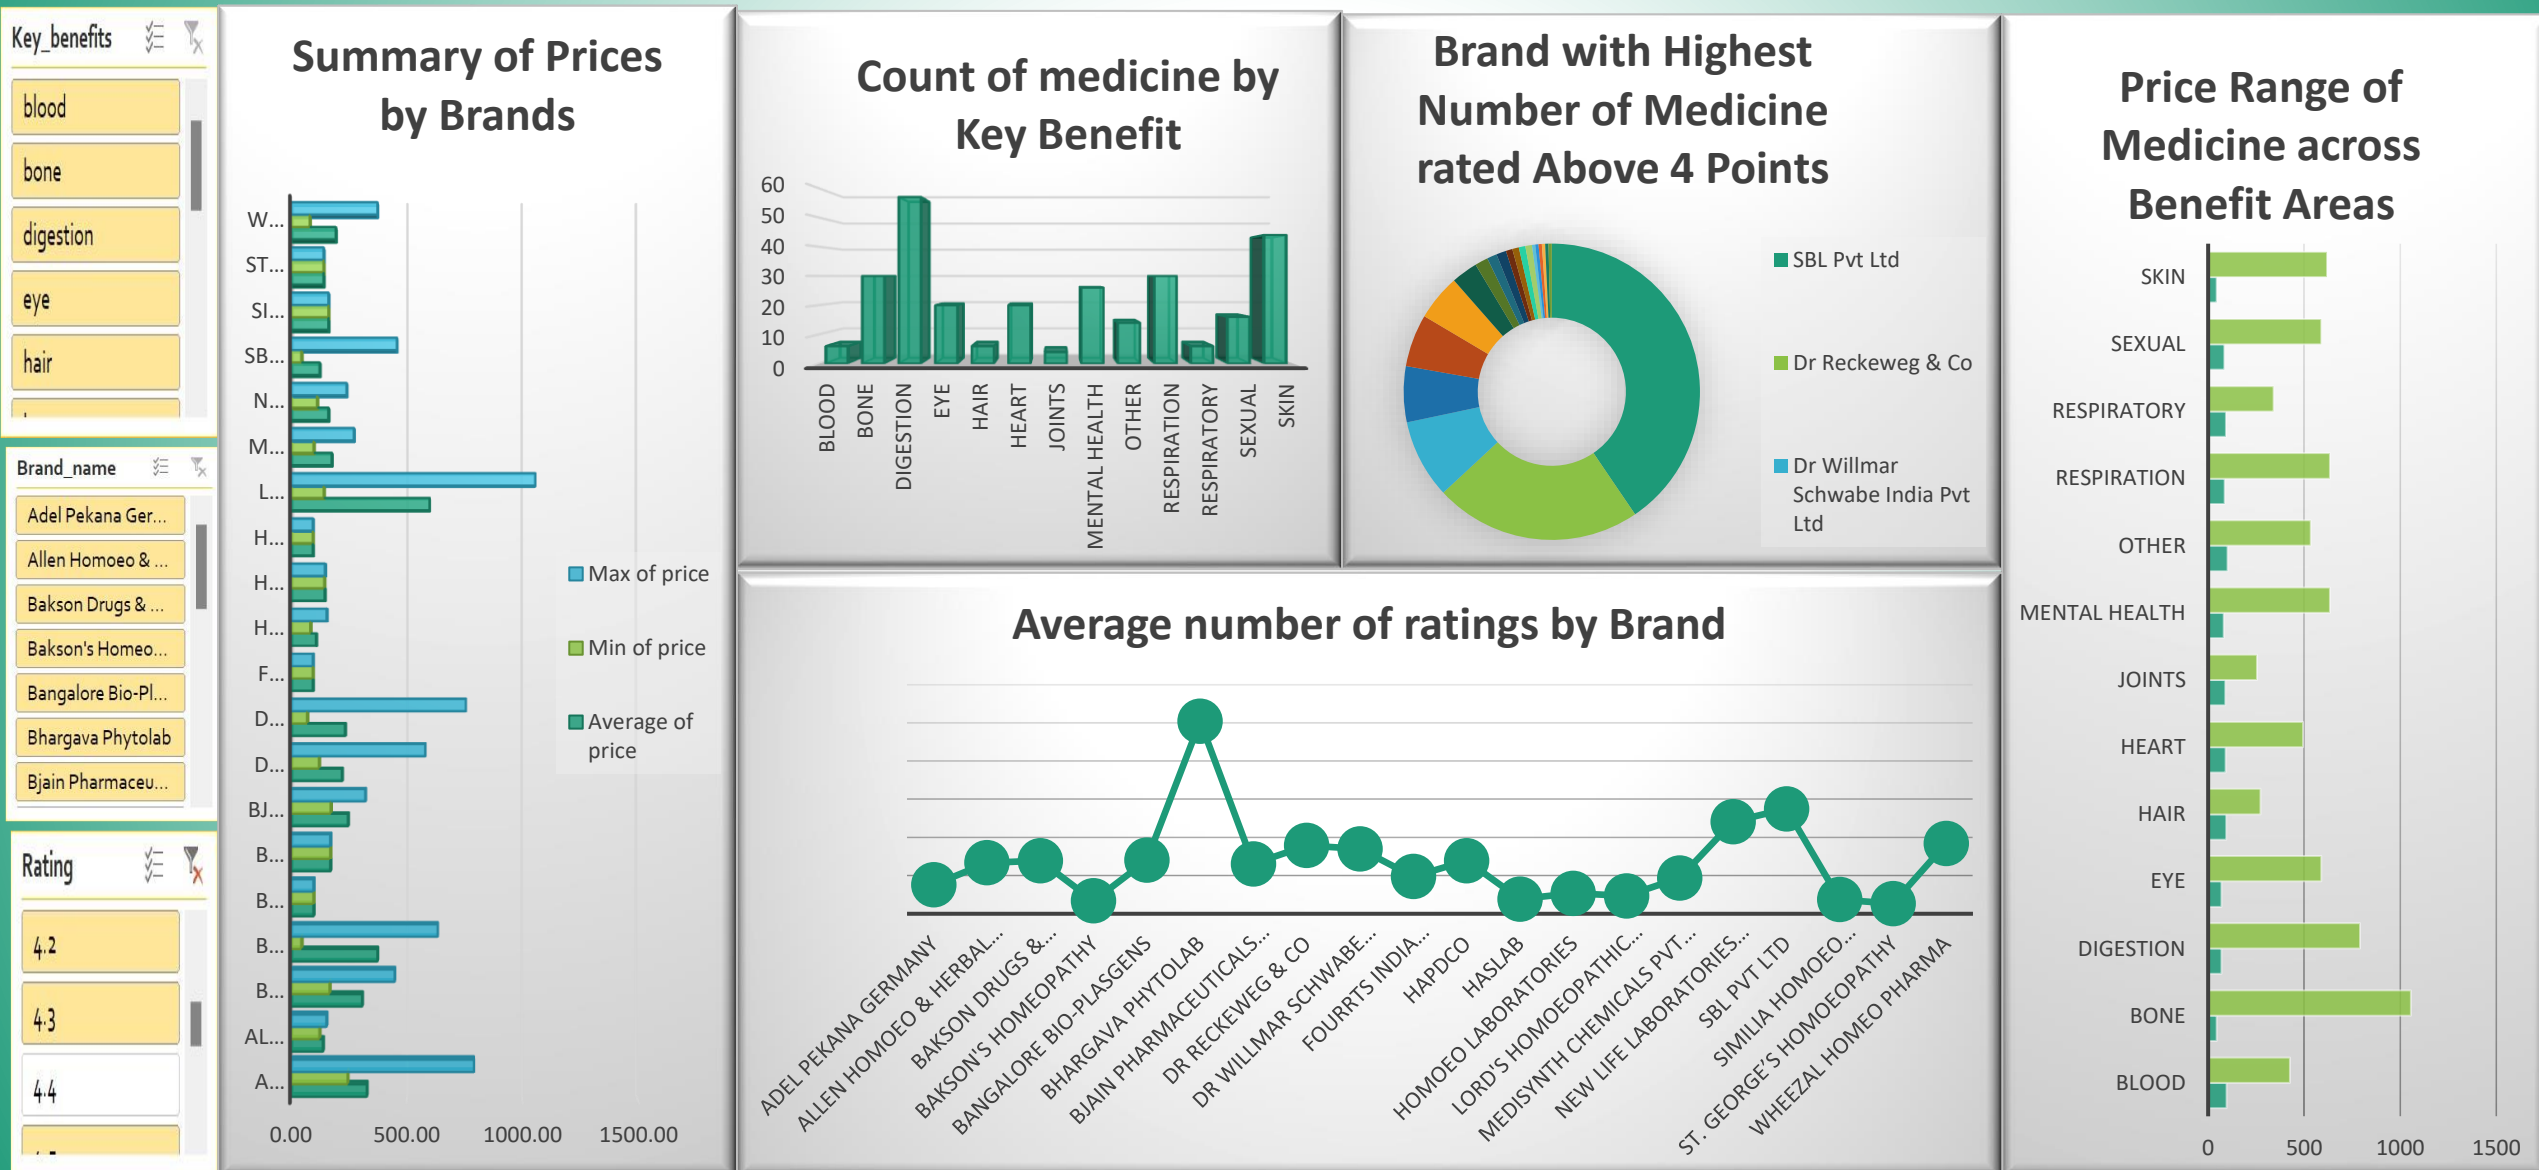 Key_benefits
blood
bone
digestion
eye
hair
Brand_name
Adel Pekana Ger...
Allen Homoeo & ...
Bakson Drugs & ...
Bakson's Homeo...
Bangalore Bio-Pl...
Bhargava Phytolab
Bjain Pharmaceu...
Rating
4.2
4.3
4.4
Summary of Prices
by Brands
W...
ST...
SI...
SB...
N...
M...
L...
H...
H...
H...
F...
D...
D...
BJ...
B...
B...
B...
B...
AL...
A...
0.00
500.00
1000.00
1500.00
Max of price
Min of price
Average of
price
Count of medicine by
Key Benefit
60
50
40
30
20
10
0
BLOOD
BONE
DIGESTION
EYE
HAIR
HEART
JOINTS
MENTAL HEALTH
OTHER
RESPIRATION
RESPIRATORY
SEXUAL
SKIN
Brand with Highest
Number of Medicine
rated Above 4 Points
SBL Pvt Ltd
Dr Reckeweg & Co
Dr Willmar
Schwabe India Pvt
Ltd
Average number of ratings by Brand
ADEL PEKANA GERMANY
ALLEN HOMOEO & HERBAL...
BAKSON DRUGS &...
BAKSON'S HOMEOPATHY
BANGALORE BIO-PLASGENS
BHARGAVA PHYTOLAB
BJAIN PHARMACEUTICALS...
DR RECKEWEG & CO
DR WILLMAR SCHWABE...
FOURRTS INDIA...
HAPDCO
HASLAB
HOMOEO LABORATORIES
LORD'S HOMOEOPATHIC...
MEDISYNTH CHEMICALS PVT...
NEW LIFE LABORATORIES...
SBL PVT LTD
SIMILIA HOMOEO...
ST. GEORGE'S HOMOEOPATHY
WHEEZAL HOMEO PHARMA
Price Range of
Medicine across
Benefit Areas
SKIN
SEXUAL
RESPIRATORY
RESPIRATION
OTHER
MENTAL HEALTH
JOINTS
HEART
HAIR
EYE
DIGESTION
BONE
BLOOD
0
500
1000
1500